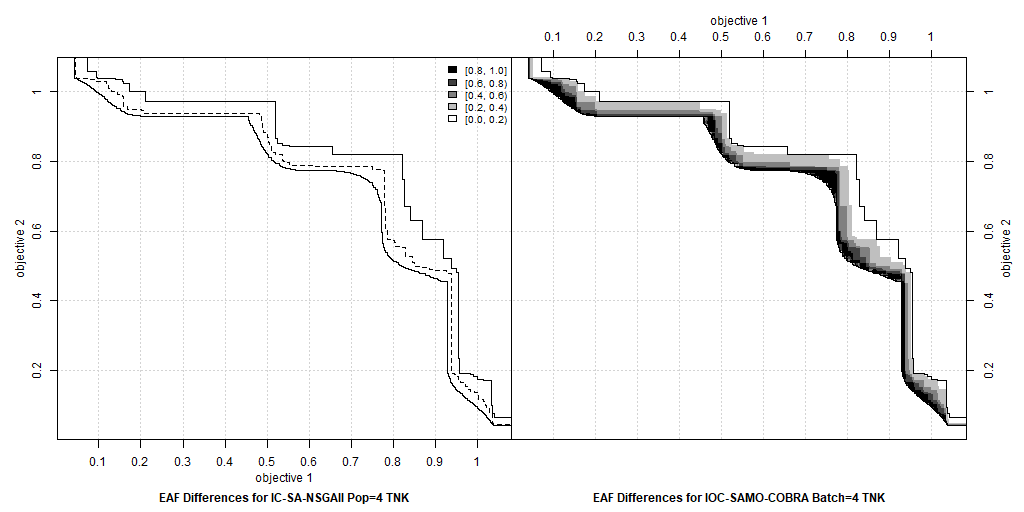 objective 1
0.1 0.2 0.3 0.4 0.5 0.6 0.7 0.8 0.9 1
[0.8, 1.0]
[0.6, 0.8)
[0.4, 0.6)
[0.2, 0.4)
[0.0, 0.2)
objective 2
1
0.8
0.6
0.4
0.2
1
0.8
0.6
0.4
0.2
objective 2
0.1 0.2 0.3 0.4 0.5 0.6 0.7 0.8 0.9 1
objective 1
EAF Differences for IC-SA-NSGAII Pop=4 TNK
EAF Differences for IOC-SAMO-COBRA Batch=4 TNK